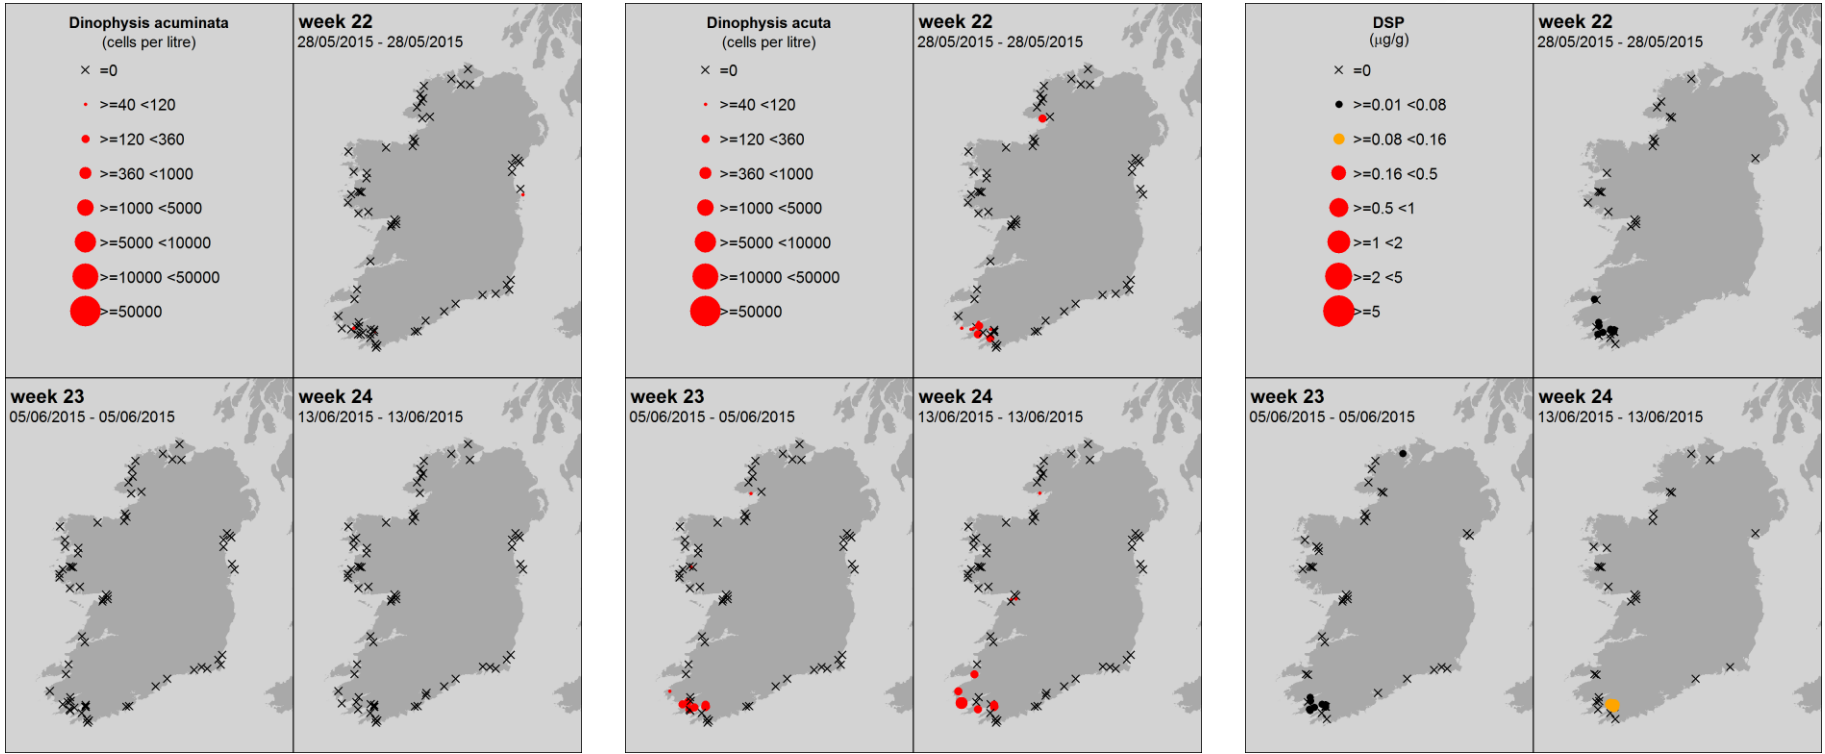 Dinophysis acuminata
(cells per litre)
=0
>=40 <120
>=120 <360
>=360 <1000
>=1000 <5000
>=5000 <10000
>=10000 <50000
>=50000
week 22
28/05/2015 - 28/05/2015
week 23
05/06/2015 - 05/06/2015
week 24
13/06/2015 - 13/06/2015
Dinophysis acuta
(cells per litre)
=0
>=40 <120
>=120 <360
>=360 <1000
>=1000 <5000
>=5000 <10000
>=10000 <50000
>=50000
week 22
28/05/2015 - 28/05/2015
week 23
05/06/2015 - 05/06/2015
week 24
13/06/2015 - 13/06/2015
DSP
(μg/g)
=0
>=0.01 <0.08
>=0.08 <0.16
>=0.16 <0.5
>=0.5 <1
>=1 <2
>=2 <5
>=5
week 22
28/05/2015 - 28/05/2015
week 23
05/06/2015 - 05/06/2015
week 24
13/06/2015 - 13/06/2015